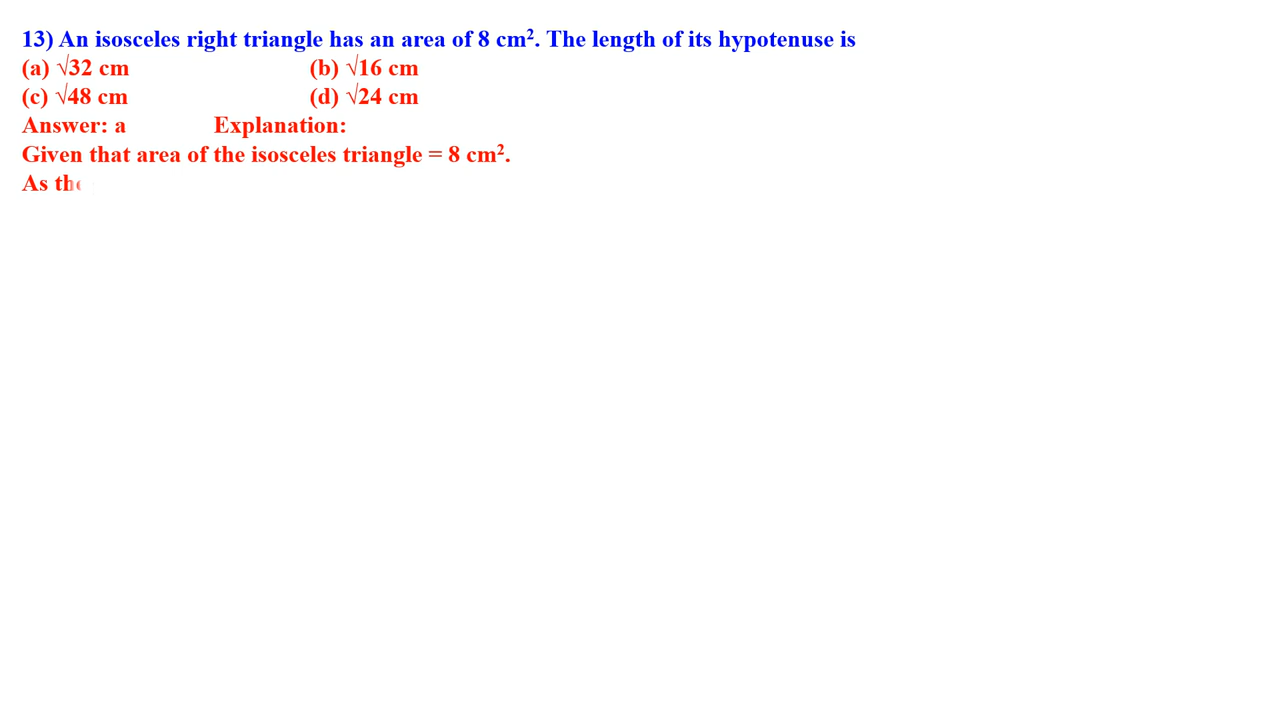 13) An isosceles right triangle has an area of 8 cm². The length of its hypotenuse is
(a) √32 cm (b) √16 cm
(c) √48 cm (d) √24 cm
Answer: a Explanation:
Given that area of the isosceles triangle = 8 cm².
As the